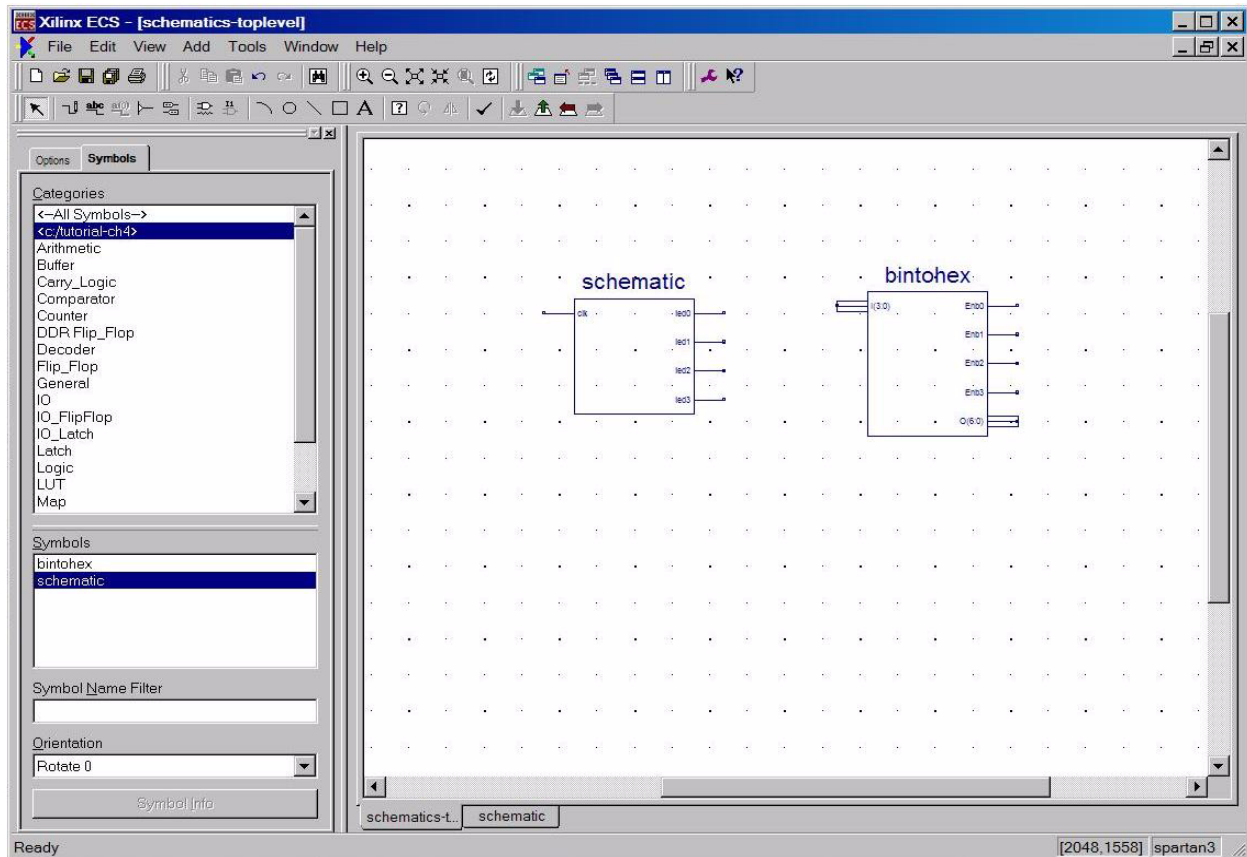 Xilinx ECS - [schematics-toplevel]
File Edit View Add Tools Window Help
abc
A
Options Symbols
Categories
<--All Symbols-->
<c:/tutorial-ch4>
Arithmetic
Buffer
Carry_Logic
Comparator
Counter
DDR Flip_Flop
Decoder
Flip_Flop
General
IO
IO_FlipFlop
IO_Latch
Latch
Logic
LUT
Map
Symbols
bintohex
schematic
Symbol Name Filter
Orientation
Rotate 0
Symbol Info
schematic
clk
led0
led1
led2
led3
bintohex
I(3:0)
Enb0
Enb1
Enb2
Enb3
O(6:0)
schematics-t... schematic
Ready [2048,1558] spartan3